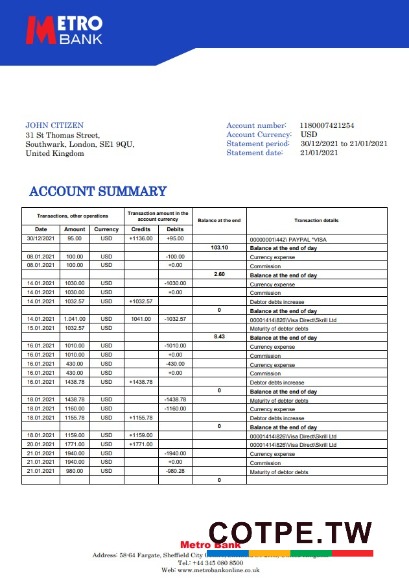 METRO
BANK
JOHN CITIZEN
31 St Thomas Street,
Southwark, London, SE1 9QU,
United Kingdom
Account number: 1180007421254
Account Currency: USD
Statement period: 30/12/2021 to 21/01/2021
Statement date: 21/01/2021
ACCOUNT SUMMARY
Transactions, other operations Transaction amount in the account currency Balance at the end Transaction details
Date Amount Currency Credits Debits
30/12/2021 95.00 USD +1136.00 +95.00 00000001\442\ PAYPAL *VISA
103.10 Balance at the end of day
08.01.2021 100.00 USD -100.00 Currency expense
08.01.2021 100.00 USD +0.00 Commission
2.60 Balance at the end of day
14.01.2021 1030.00 USD -1030.00 Currency expense
14.01.2021 1030.00 USD +0.00 Commission
14.01.2021 1032.57 USD +1032.57 Debtor debts increase
0 Balance at the end of day
14.01.2021 1.041.00 USD 1041.00 -1032.57 00001414\826\Visa Direct\Skrill Ltd
15.01.2021 1032.57 USD Maturity of debtor debts
8.43 Balance at the end of day
16.01.2021 1010.00 USD -1010.00 Currency expense
16.01.2021 1010.00 USD +0.00 Commission
16.01.2021 430.00 USD -430.00 Currency expense
16.01.2021 430.00 USD +0.00 Commission
16.01.2021 1438.78 USD +1438.78 Debtor debts increase
0 Balance at the end of day
18.01.2021 1438.78 USD -1438.78 Maturity of debtor debts
18.01.2021 1160.00 USD -1160.00 Currency expense
18.01.2021 1155.78 USD +1155.78 Debtor debts increase
0 Balance at the end of day
18.01.2021 1159.00 USD +1159.00 00001414\826\Visa Direct\Skrill Ltd
20.01.2021 1771.00 USD +1771.00 00001414\826\Visa Direct\Skrill Ltd
21.01.2021 1940.00 USD -1940.00 Currency expense
21.01.2021 1940.00 USD +0.00 Commission
21.01.2021 980.00 USD -980.28 Maturity of debtor debts
0
Metro Bank
COTPE.TW
Address: 58-64 Fargate, Sheffield City
Tel.: +44 345 080 8500
Web: www.metrobankonline.co.uk